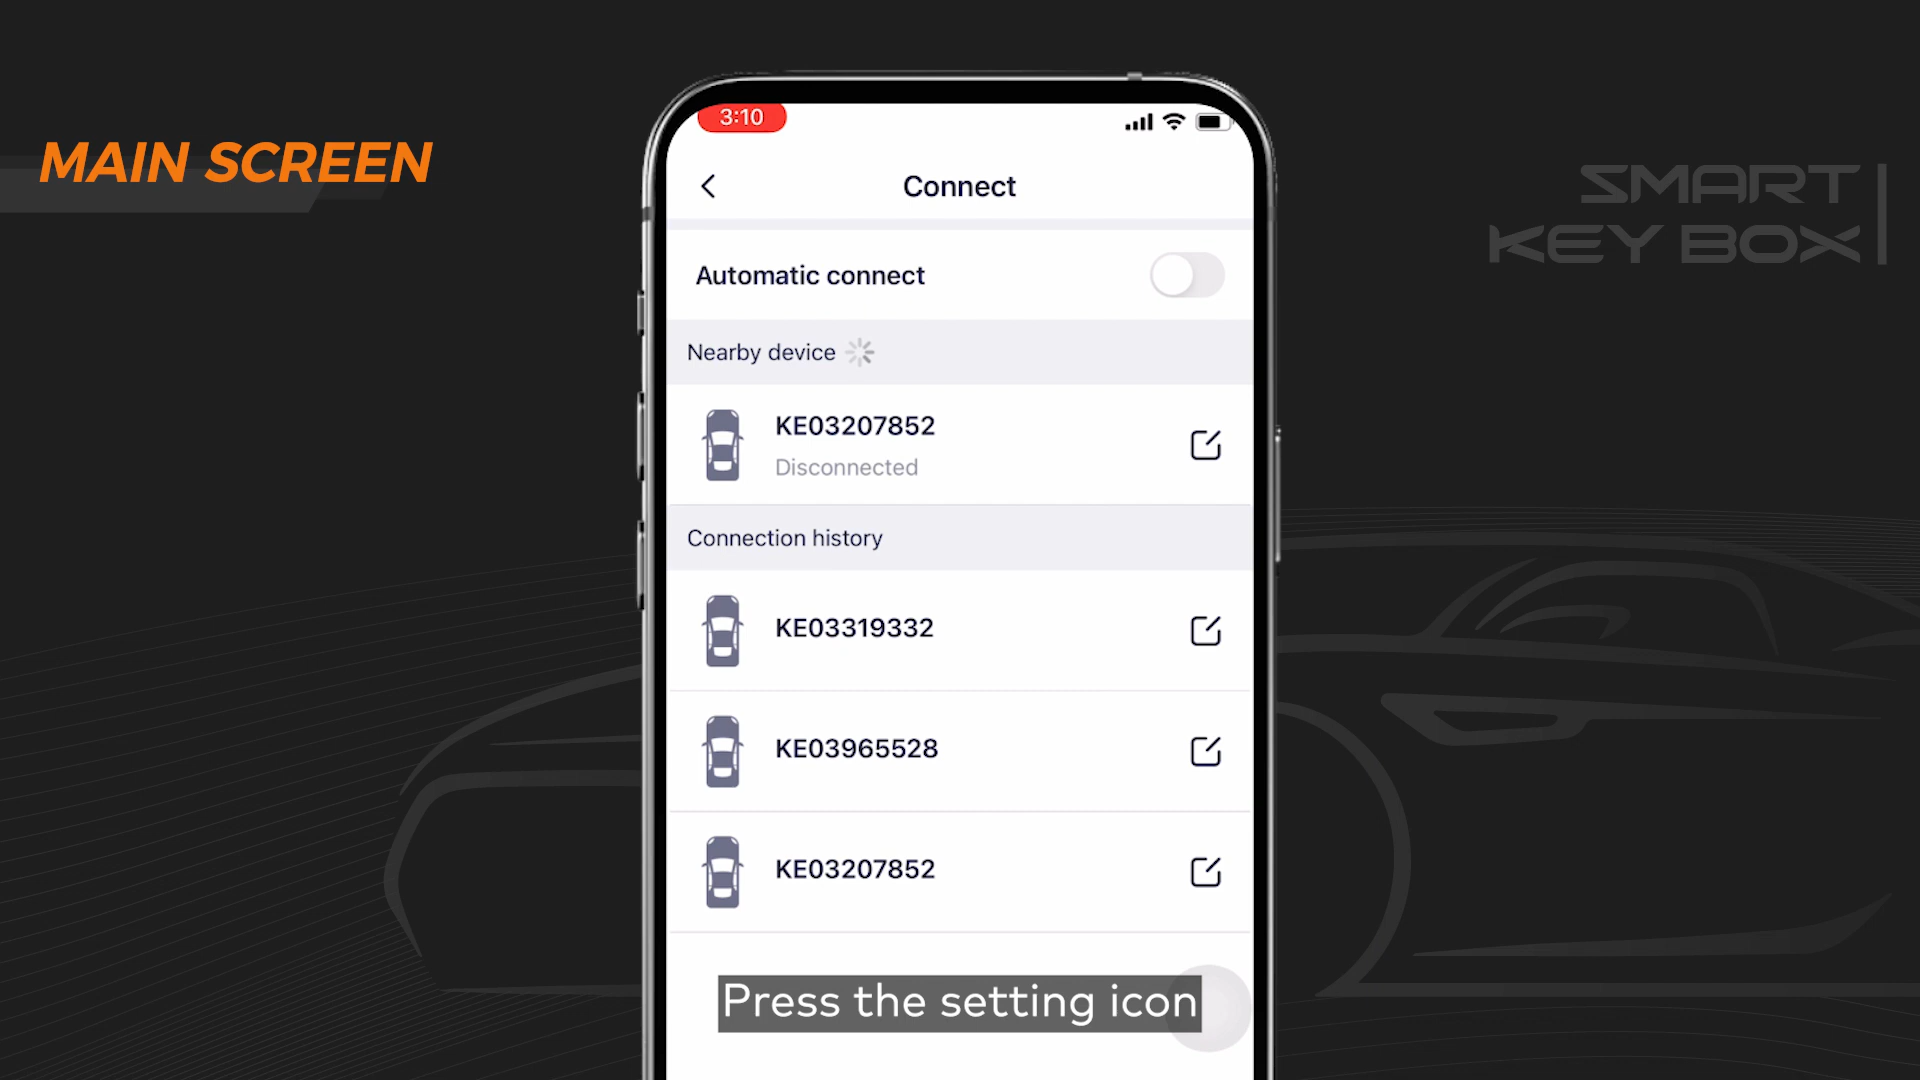 MAIN SCREEN
SMART
KEY BOX
3:10
Connect
Automatic connect
Nearby device
KE03207852
Disconnected
Connection history
KE03319332
KE03965528
KE03207852
Press the setting icon